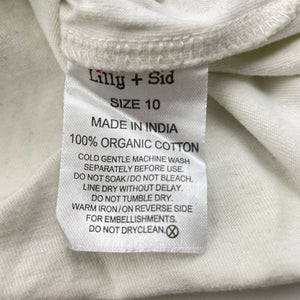 Lilly + Sid
SIZE 10
MADE IN INDIA
100% ORGANIC COTTON
COLD GENTLE MACHINE WASH
SEPARATELY BEFORE USE.
DO NOT SOAK/DO NOT BLEACH.
LINE DRY WITHOUT DELAY.
DO NOT TUMBLE DRY.
WARM IRON/ON REVERSE SIDE
FOR EMBELLISHMENTS.
DO NOT DRYCLEAN.